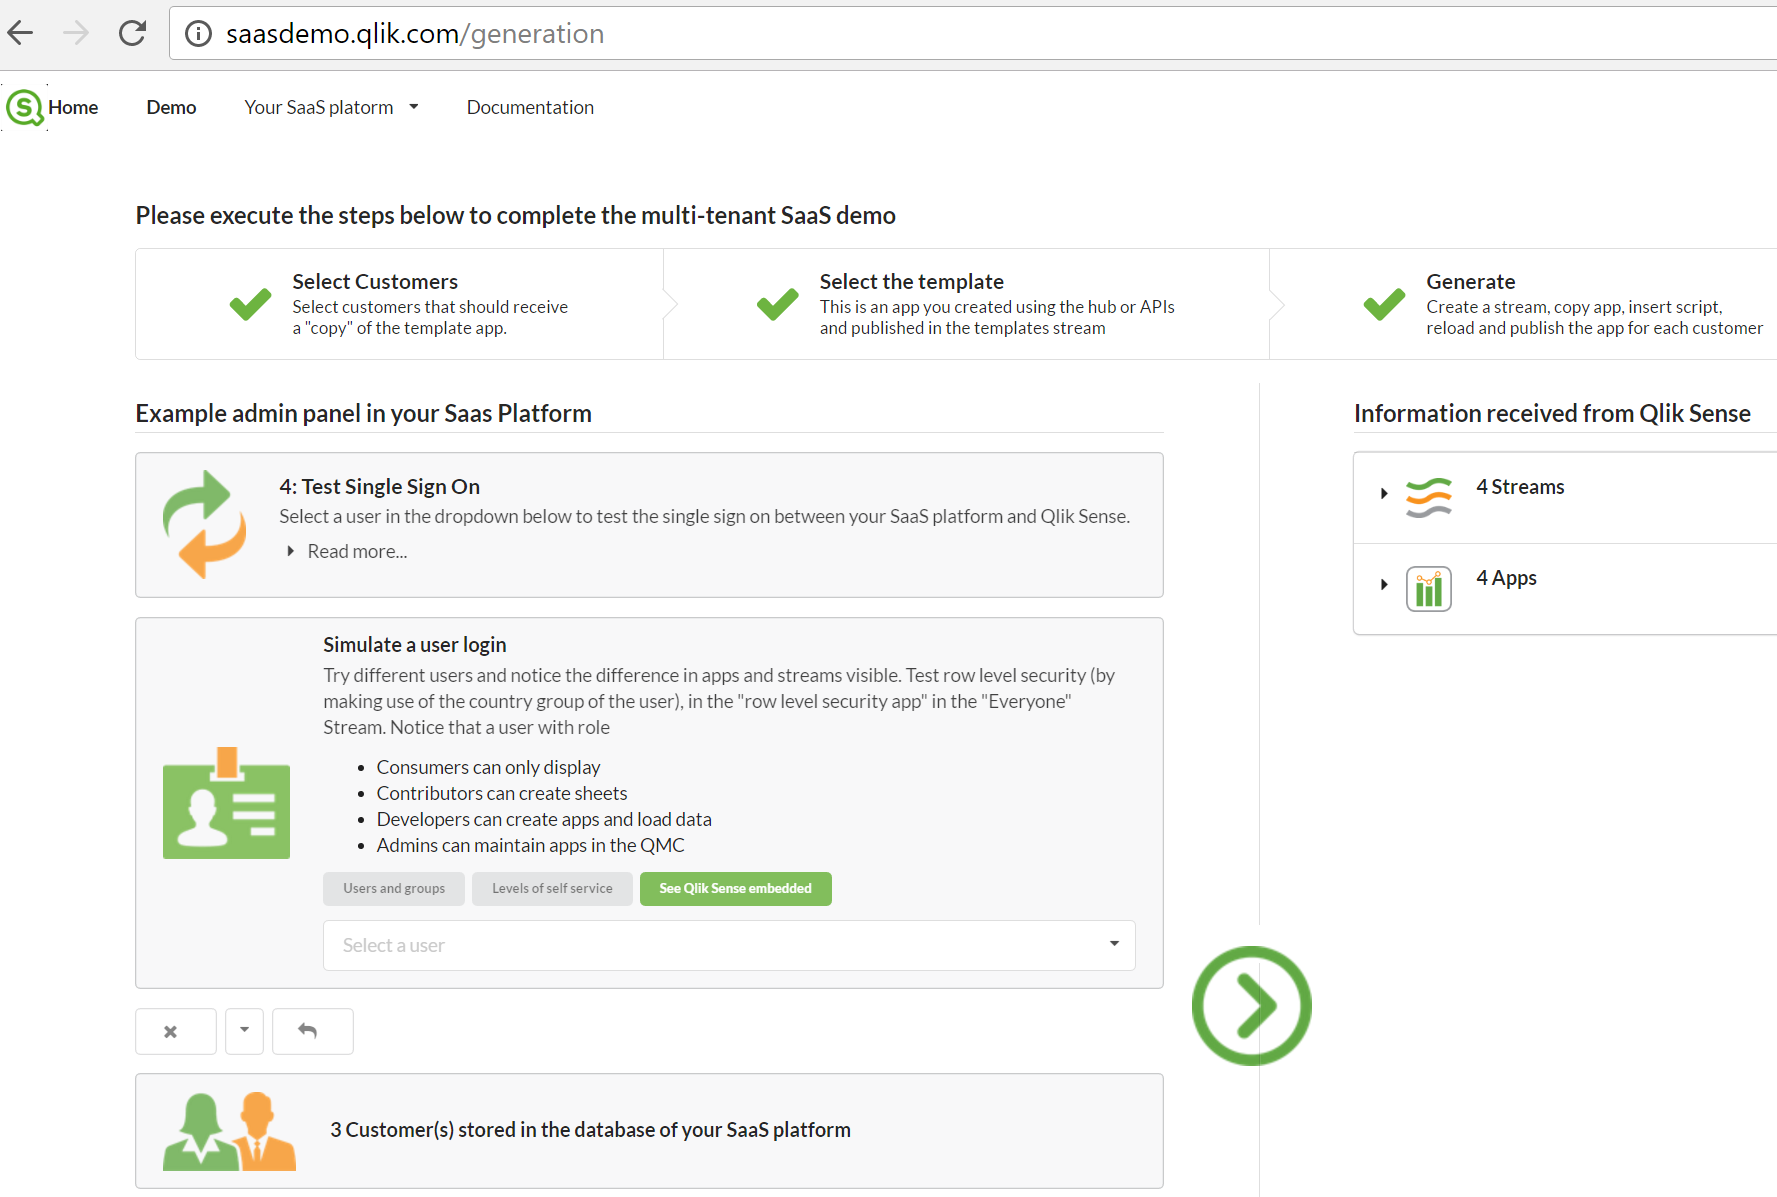 saasdemo.qlik.com/generation
Home Demo Your SaaS platorm Documentation
Please execute the steps below to complete the multi-tenant SaaS demo
Select Customers
Select customers that should receive
a "copy" of the template app.
Select the template
This is an app you created using the hub or APIs
and published in the templates stream
Generate
Create a stream, copy app, insert script,
reload and publish the app for each customer
Example admin panel in your Saas Platform
4: Test Single Sign On
Select a user in the dropdown below to test the single sign on between your SaaS platform and Qlik Sense.
Read more...
Simulate a user login
Try different users and notice the difference in apps and streams visible. Test row level security (by
making use of the country group of the user), in the "row level security app" in the "Everyone"
Stream. Notice that a user with role
• Consumers can only display
• Contributors can create sheets
• Developers can create apps and load data
• Admins can maintain apps in the QMC
Users and groups Levels of self service See Qlik Sense embedded
Select a user
3 Customer(s) stored in the database of your SaaS platform
Information received from Qlik Sense
4 Streams
4 Apps